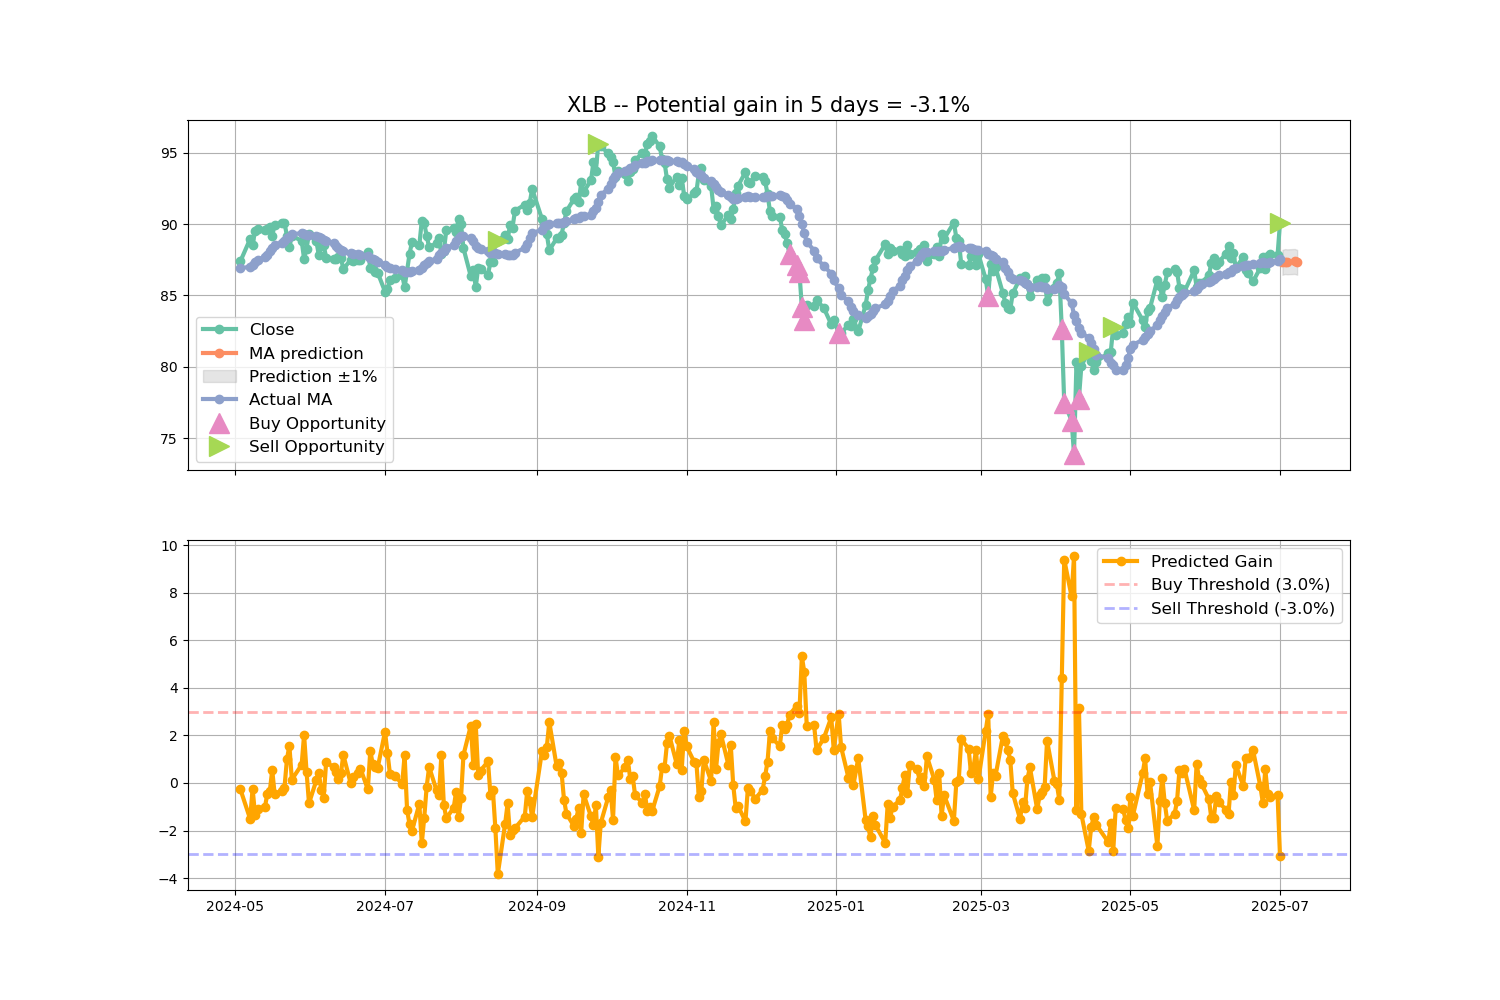 XLB -- Potential gain in 5 days = -3.1%
95
90
85
80
75
Close
MA prediction
Prediction ±1%
Actual MA
Buy Opportunity
Sell Opportunity
10
8
6
4
2
0
−2
−4
Predicted Gain
Buy Threshold (3.0%)
Sell Threshold (-3.0%)
2024-05 2024-07 2024-09 2024-11 2025-01 2025-03 2025-05 2025-07